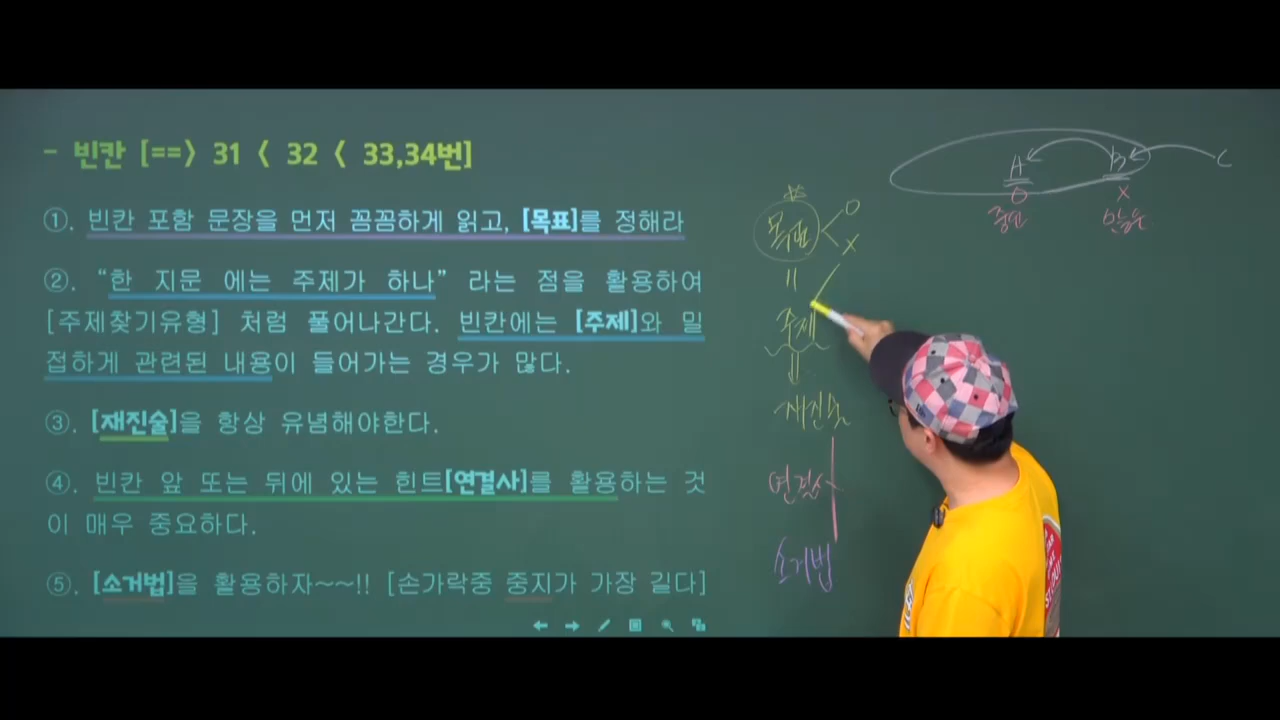 - 빈칸 [==> 31 < 32 < 33,34번]
①. 빈칸 포함 문장을 먼저 꼼꼼하게 읽고, [목표]를 정해라
②. “한 지문 에는 주제가 하나” 라는 점을 활용하여
[주제찾기유형] 처럼 풀어나간다. 빈칸에는 [주제]와 밀
접하게 관련된 내용이 들어가는 경우가 많다.
③. [재진술]을 항상 유념해야한다.
④. 빈칸 앞 또는 뒤에 있는 힌트[연결사]를 활용하는 것
이 매우 중요하다.
⑤. [소거법]을 활용하자~~!! [손가락중 중지가 가장 길다]
목표
O
X
||
주제
||
재진술
연결사
소거법
A
B
C
O
X